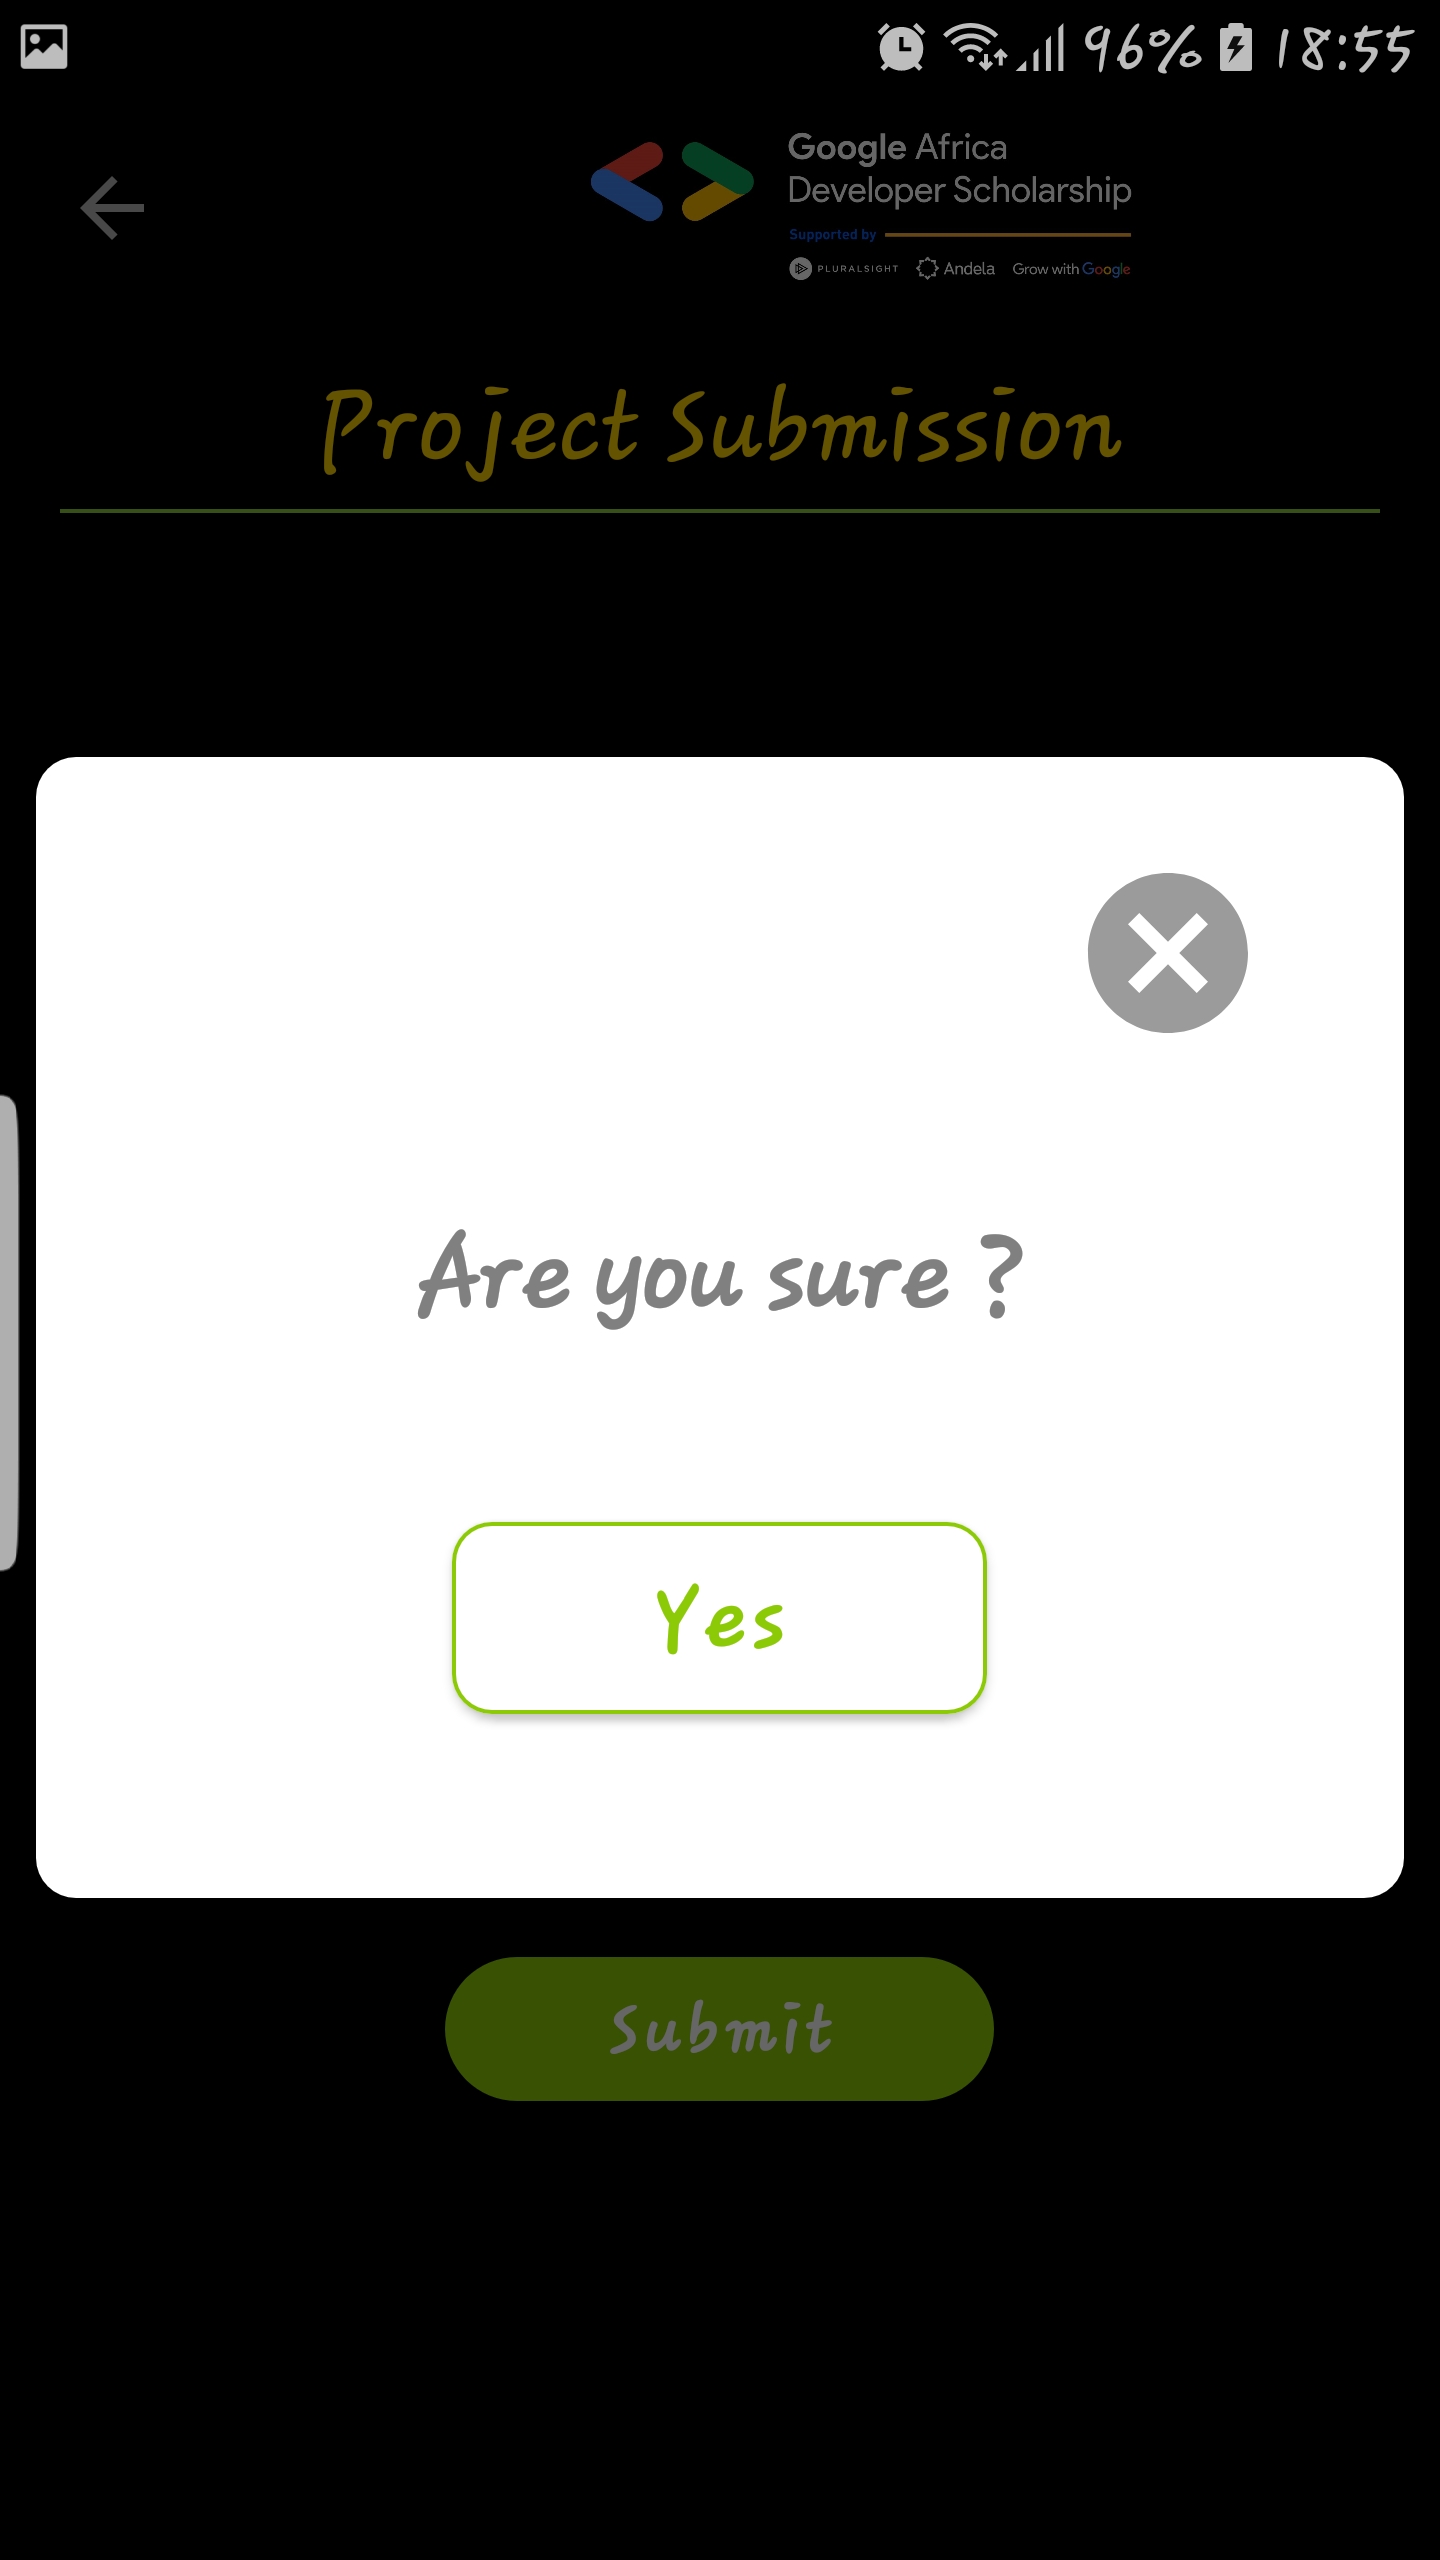 96% 18:55
Google Africa
Developer Scholarship
Supported by
PLURALSIGHT Andela Grow with Google
Project Submission
Are you sure ?
Yes
Submit